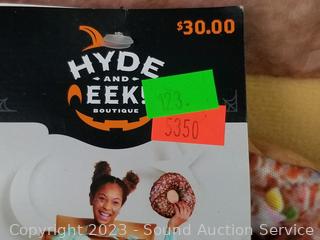 $30.00
HYDE
AND
EEK!
BOUTIQUE
123.
5350
Copyright 2023 - Sound Auction Service